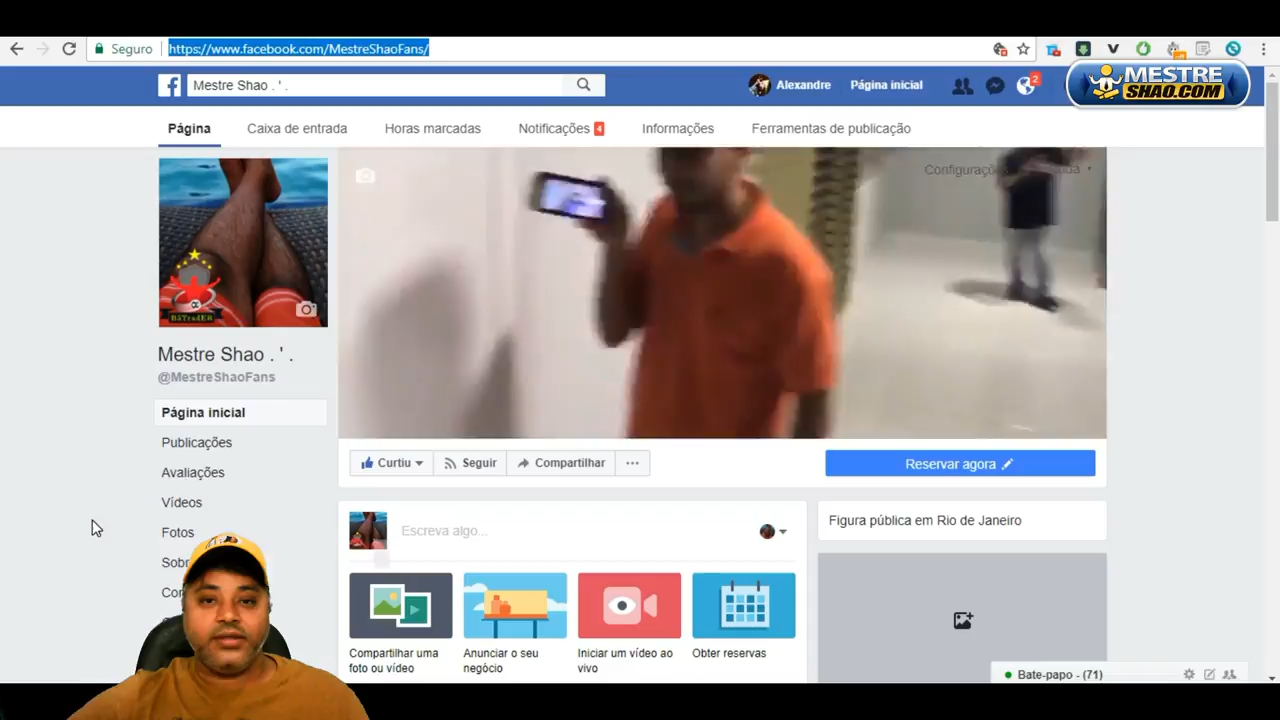 Seguro
https://www.facebook.com/MestreShaoFans/
MESTRE
SHAO.COM
Mestre Shao . ' .
Alexandre
Página inicial
2
Página
Caixa de entrada
Horas marcadas
Notificações 4
Informações
Ferramentas de publicação
Mestre Shao . ' .
@MestreShaoFans
Página inicial
Publicações
Avaliações
Vídeos
Fotos
Curtiu
Seguir
Compartilhar
Reservar agora
Escreva algo...
Figura pública em Rio de Janeiro
Compartilhar uma
foto ou vídeo
Anunciar o seu
negócio
Iniciar um vídeo ao
vivo
Obter reservas
Bate-papo - (71)